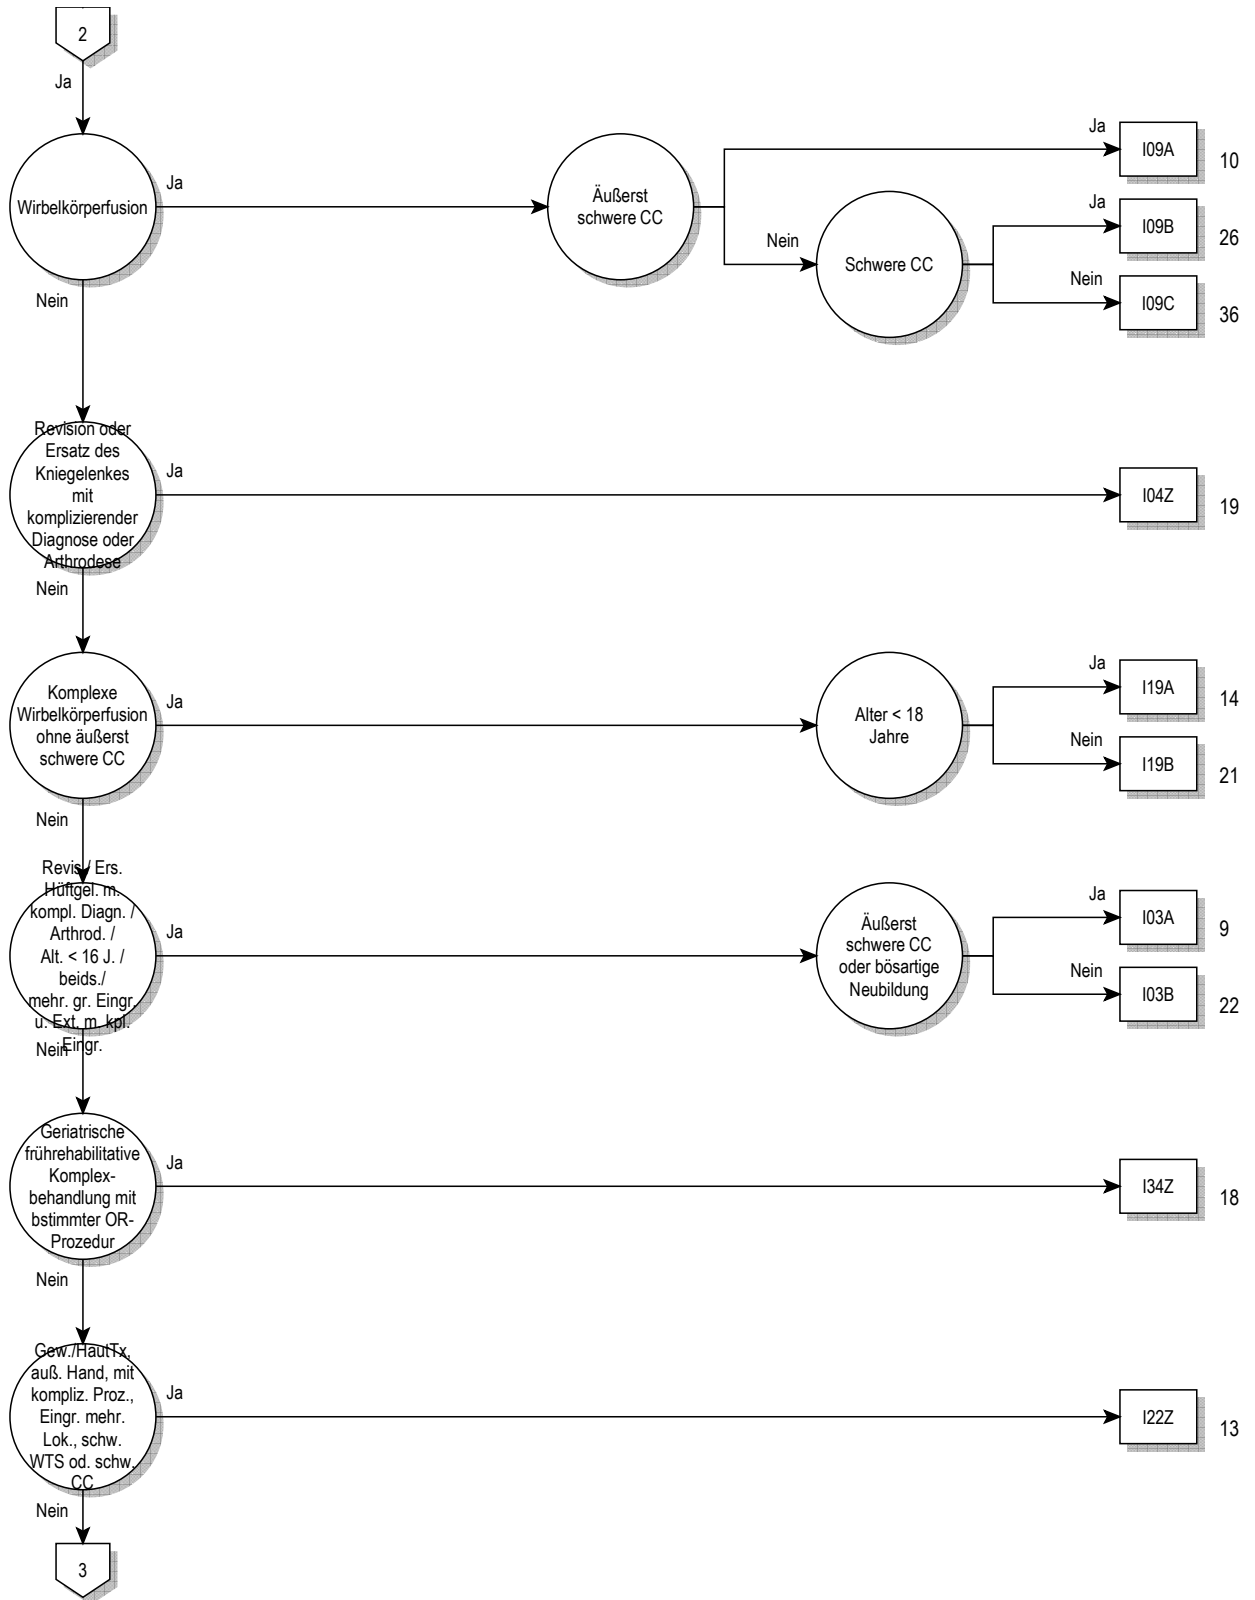 2
Ja
Wirbelkörperfusion
Ja
Äußerst
schwere CC
Ja
I09A
10
Nein
Schwere CC
Ja
I09B
26
Nein
I09C
36
Nein
Revision oder
Ersatz des
Kniegelenkes
mit
komplizierender
Diagnose oder
Arthrodese
Ja
I04Z
19
Nein
Komplexe
Wirbelkörperfusion
ohne äußerst
schwere CC
Ja
Alter < 18
Jahre
Ja
I19A
14
Nein
I19B
21
Nein
Revis./ Ers.
Hüftgel. m.
kompl. Diagn. /
Arthrod. /
Alt. < 16 J. /
beids./
mehr. gr. Eingr.
u. Ext. m. kpl.
Eingr.
Ja
Äußerst
schwere CC
oder bösartige
Neubildung
Ja
I03A
9
Nein
I03B
22
Nein
Geriatrische
frührehabilitative
Komplex-
behandlung mit
bstimmter OR-
Prozedur
Ja
I34Z
18
Nein
Gew./HautTx,
auß. Hand, mit
kompliz. Proz.,
Eingr. mehr.
Lok., schw.
WTS od. schw.
CC
Ja
I22Z
13
Nein
3